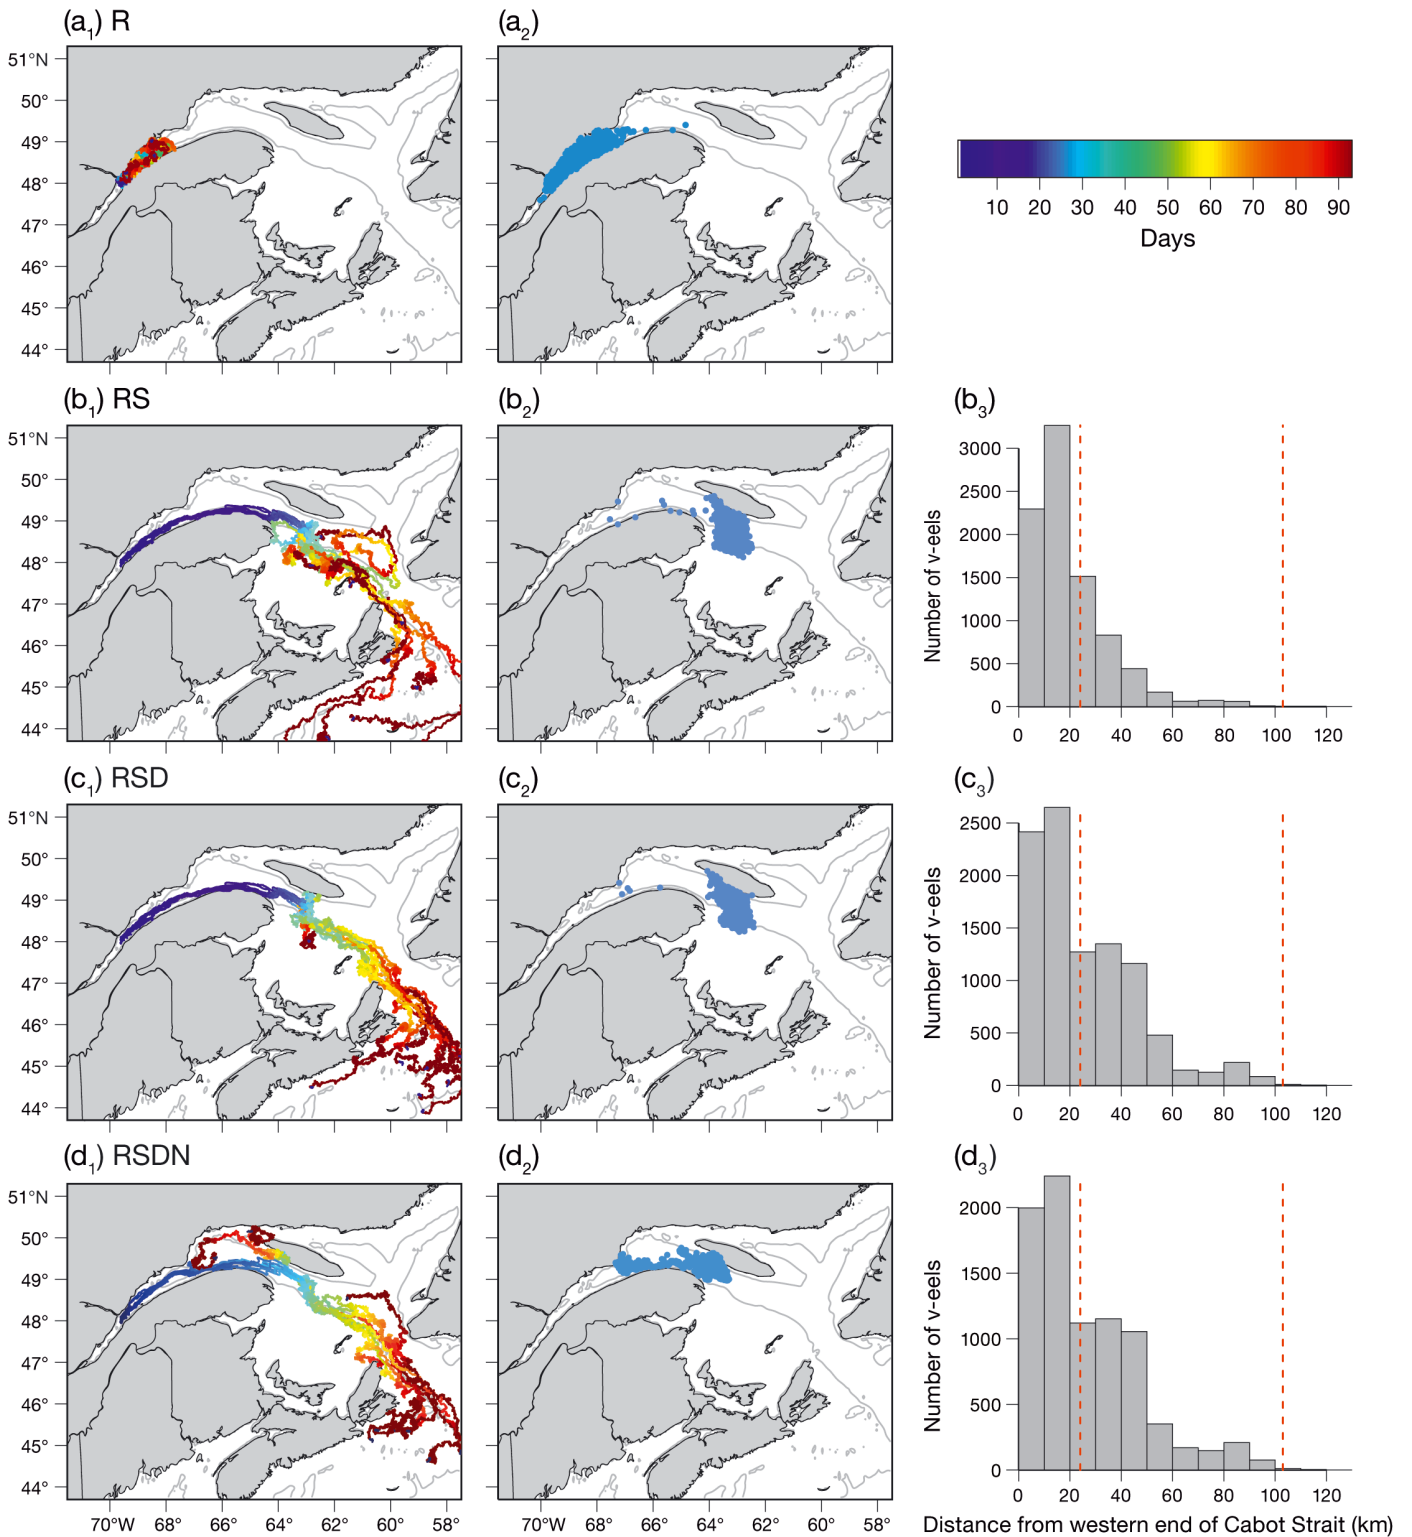 (a1) R
(a2)
51°N
50°
49°
48°
47°
46°
45°
44°
10 20 30 40 50 60 70 80 90
Days
(b1) RS
(b2)
(b3)
51°N
50°
49°
48°
47°
46°
45°
44°
Number of v-eels
3000
2500
2000
1500
1000
500
0
0 20 40 60 80 100 120
(c1) RSD
(c2)
(c3)
51°N
50°
49°
48°
47°
46°
45°
44°
Number of v-eels
2500
2000
1500
1000
500
0
0 20 40 60 80 100 120
(d1) RSDN
(d2)
(d3)
51°N
50°
49°
48°
47°
46°
45°
44°
70°W 68° 66° 64° 62° 60° 58°
70°W 68° 66° 64° 62° 60° 58°
Number of v-eels
2000
1500
1000
500
0
0 20 40 60 80 100 120
Distance from western end of Cabot Strait (km)